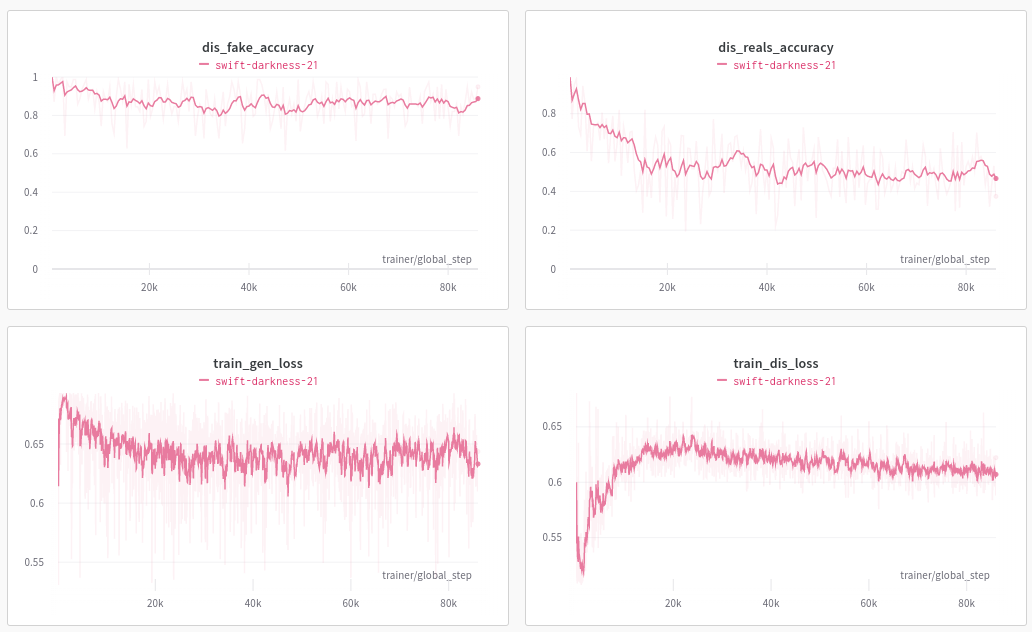 dis_fake_accuracy
swift-darkness-21
1
0.8
0.6
0.4
0.2
0
trainer/global_step
20k 40k 60k 80k
dis_reals_accuracy
swift-darkness-21
0.8
0.6
0.4
0.2
0
trainer/global_step
20k 40k 60k 80k
train_gen_loss
swift-darkness-21
0.65
0.6
0.55
trainer/global_step
20k 40k 60k 80k
train_dis_loss
swift-darkness-21
0.65
0.6
0.55
trainer/global_step
20k 40k 60k 80k